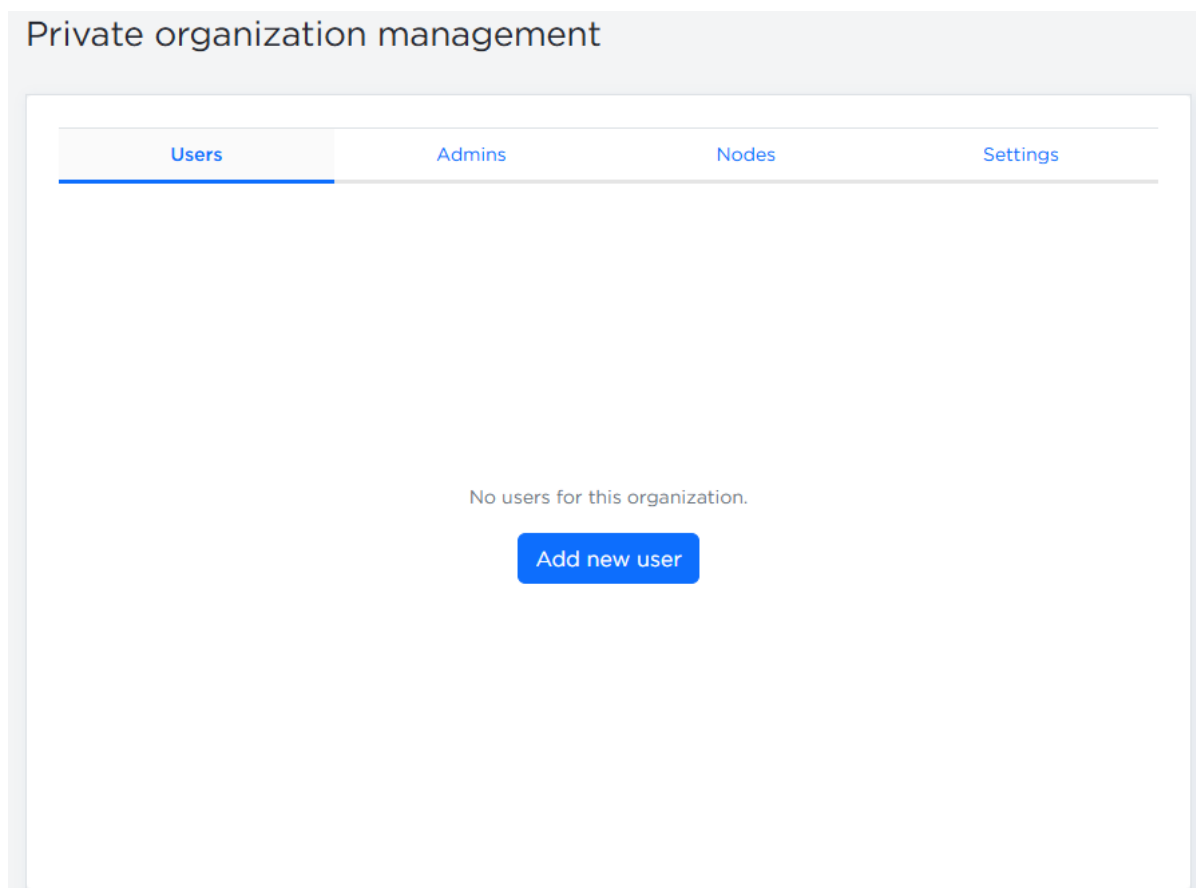 Private organization management
Users Admins Nodes Settings
No users for this organization.
Add new user